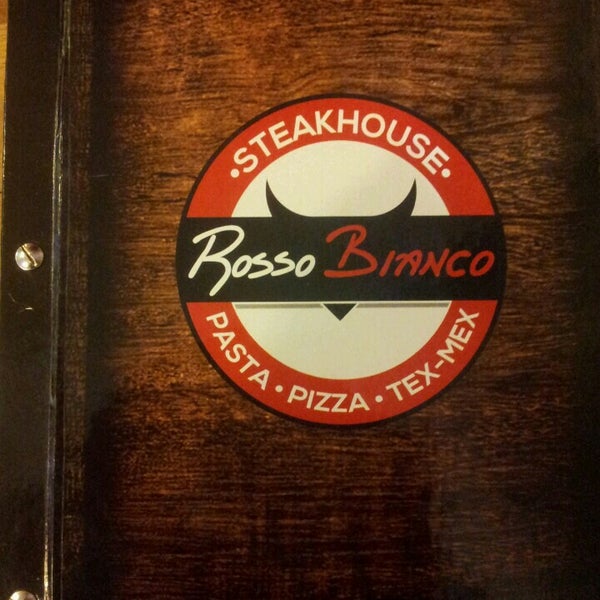 •STEAKHOUSE•
Rosso Bianco
PASTA • PIZZA • TEX-MEX